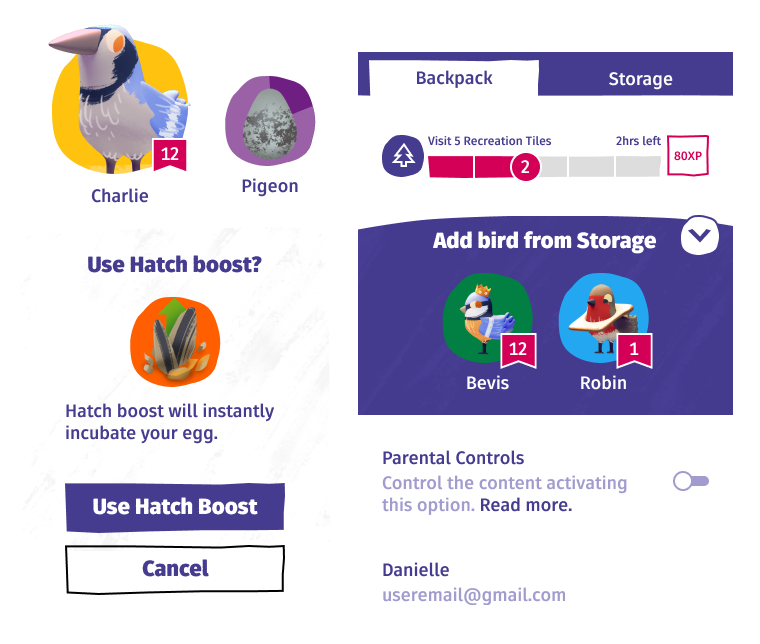 12
Charlie
Pigeon
Use Hatch boost?
Hatch boost will instantly
incubate your egg.
Use Hatch Boost
Cancel
Backpack
Storage
Visit 5 Recreation Tiles
2hrs left
2
80XP
Add bird from Storage
12
1
Bevis
Robin
Parental Controls
Control the content activating
this option. Read more.
Danielle
useremail@gmail.com